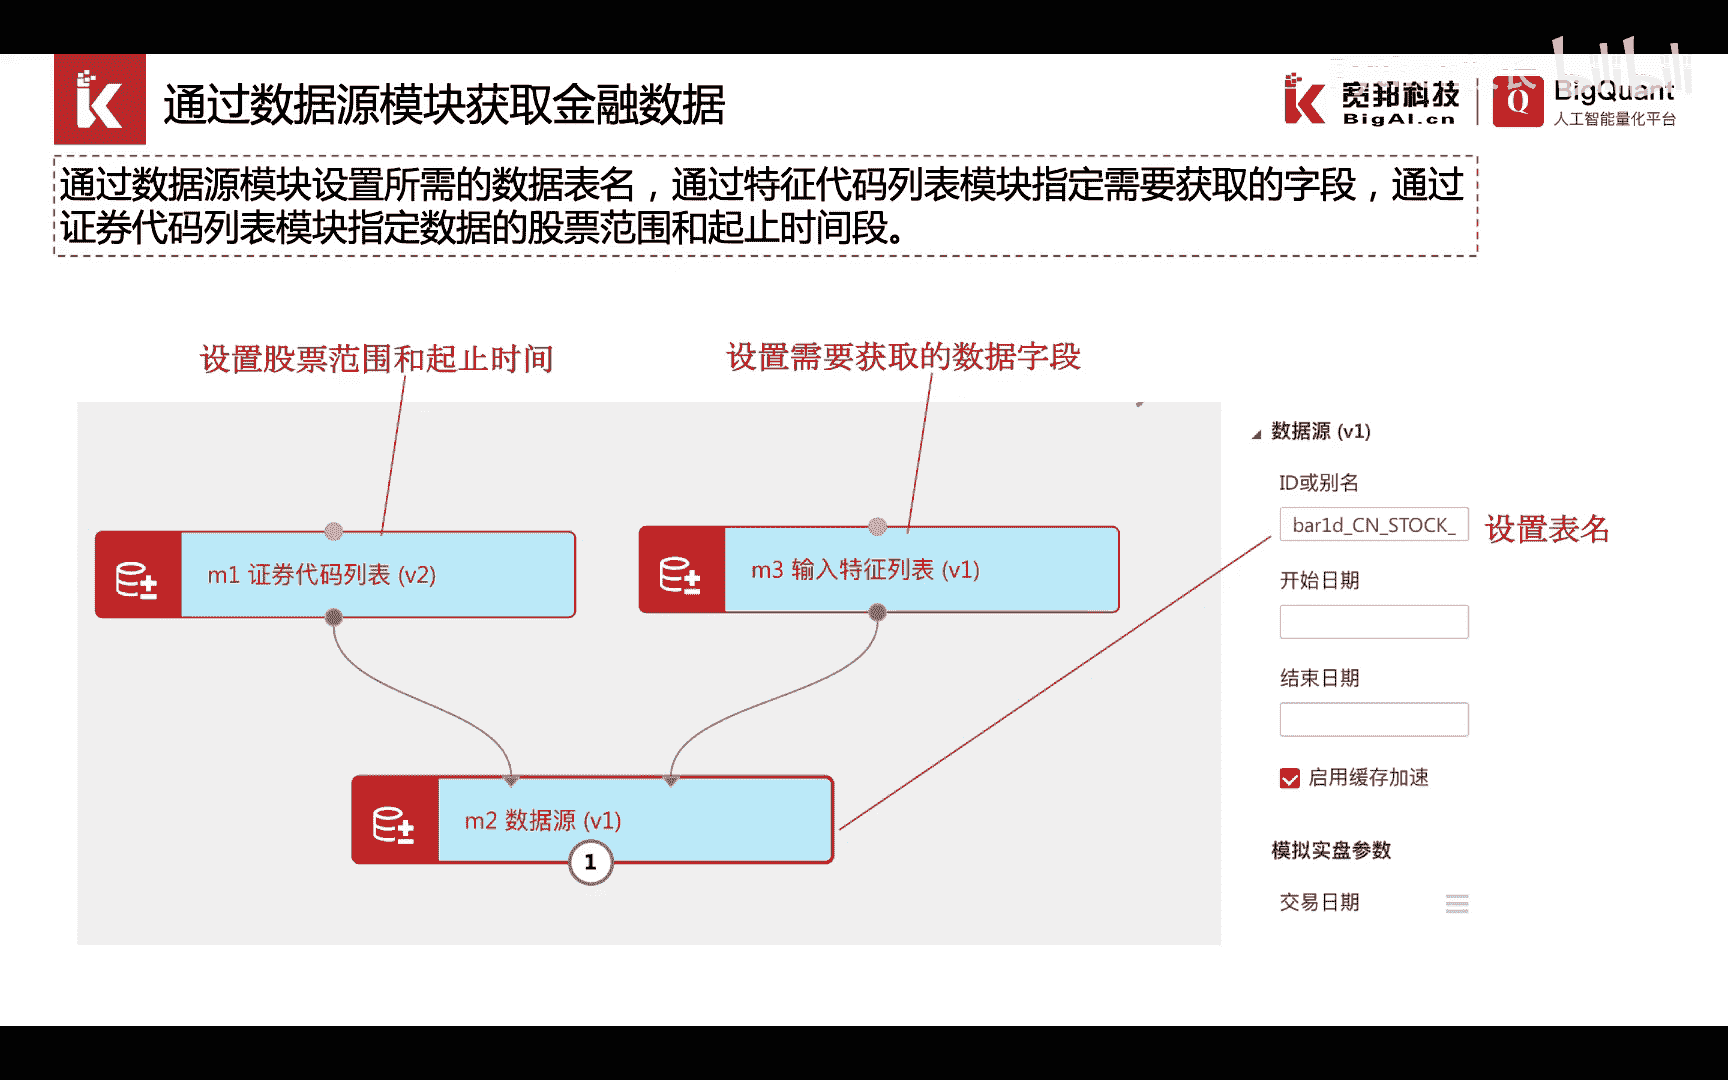 通过数据源模块获取金融数据
宽邦科技
BigAI.cn
BigQuant
人工智能量化平台
bilibili
通过数据源模块设置所需的数据表名，通过特征代码列表模块指定需要获取的字段，通过
证券代码列表模块指定数据的股票范围和起止时间段。
设置股票范围和起止时间
设置需要获取的数据字段
m1 证券代码列表 (v2)
m3 输入特征列表 (v1)
m2 数据源 (v1)
1
数据源 (v1)
ID或别名
bar1d_CN_STOCK_
设置表名
开始日期
结束日期
启用缓存加速
模拟实盘参数
交易日期